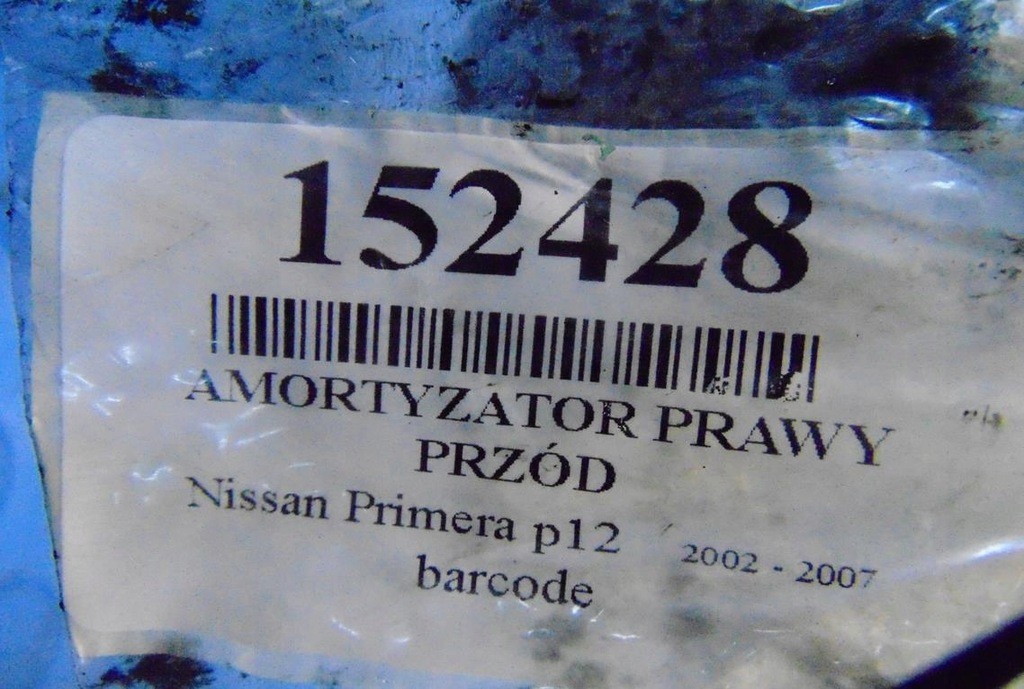 152428
AMORTYZATOR PRAWY
PRZÓD
Nissan Primera p12 2002 - 2007
barcode